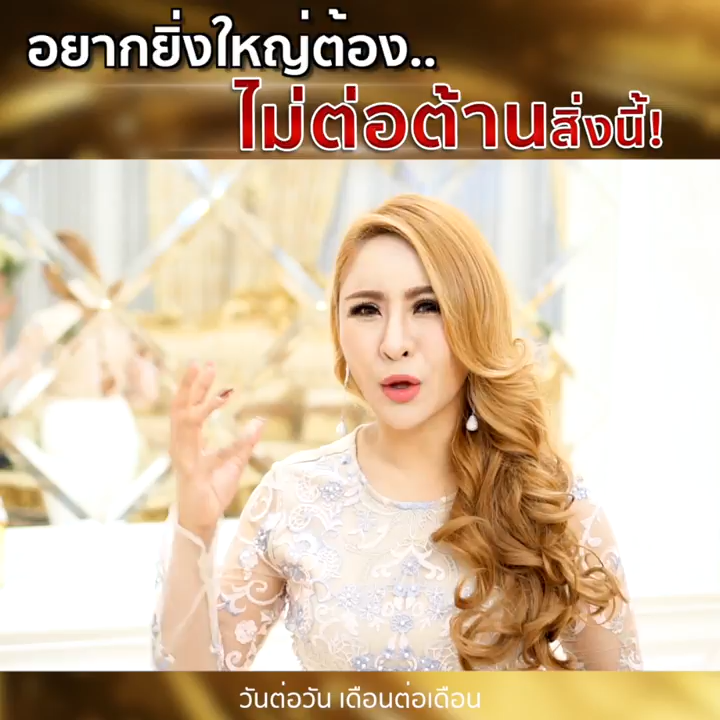 อยากยิ่งใหญ่ต้อง..
ไม่ต่อต้านสิ่งนี้!
วันต่อวัน เดือนต่อเดือน